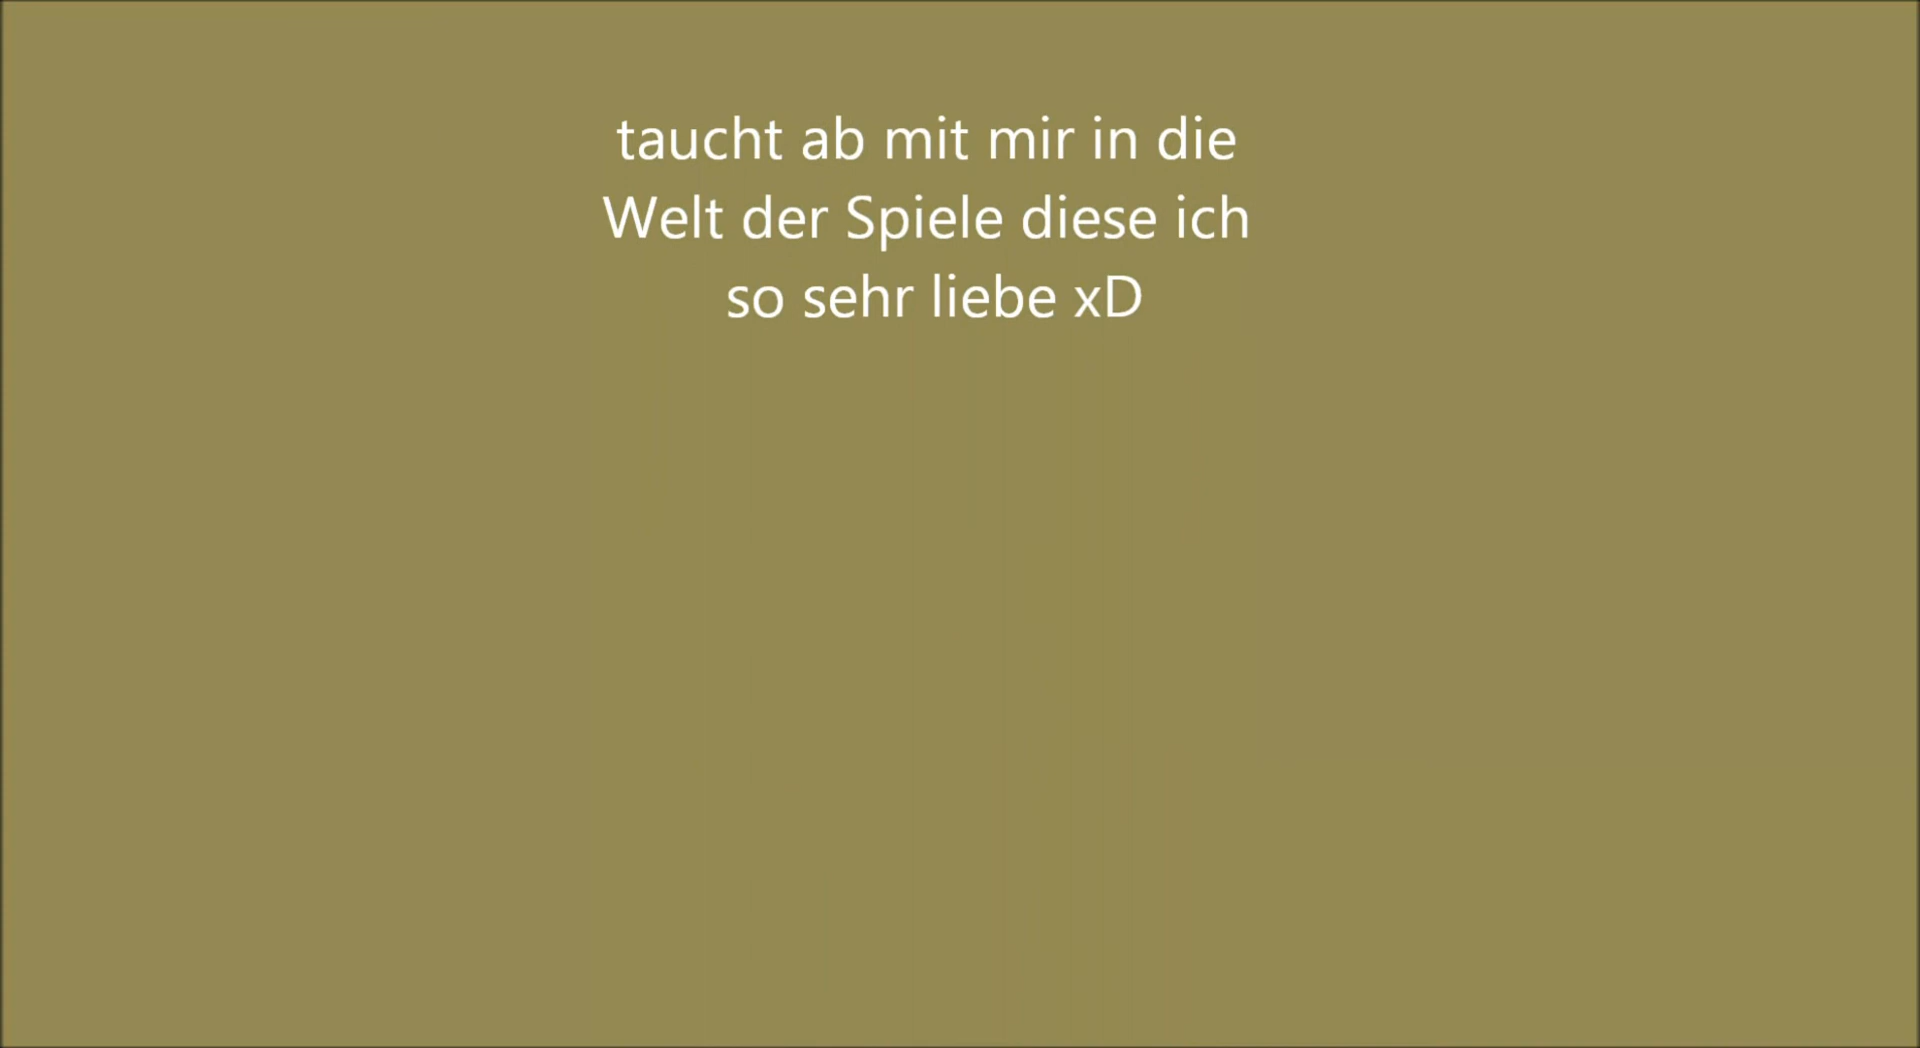 taucht ab mit mir in die
Welt der Spiele diese ich
so sehr liebe xD